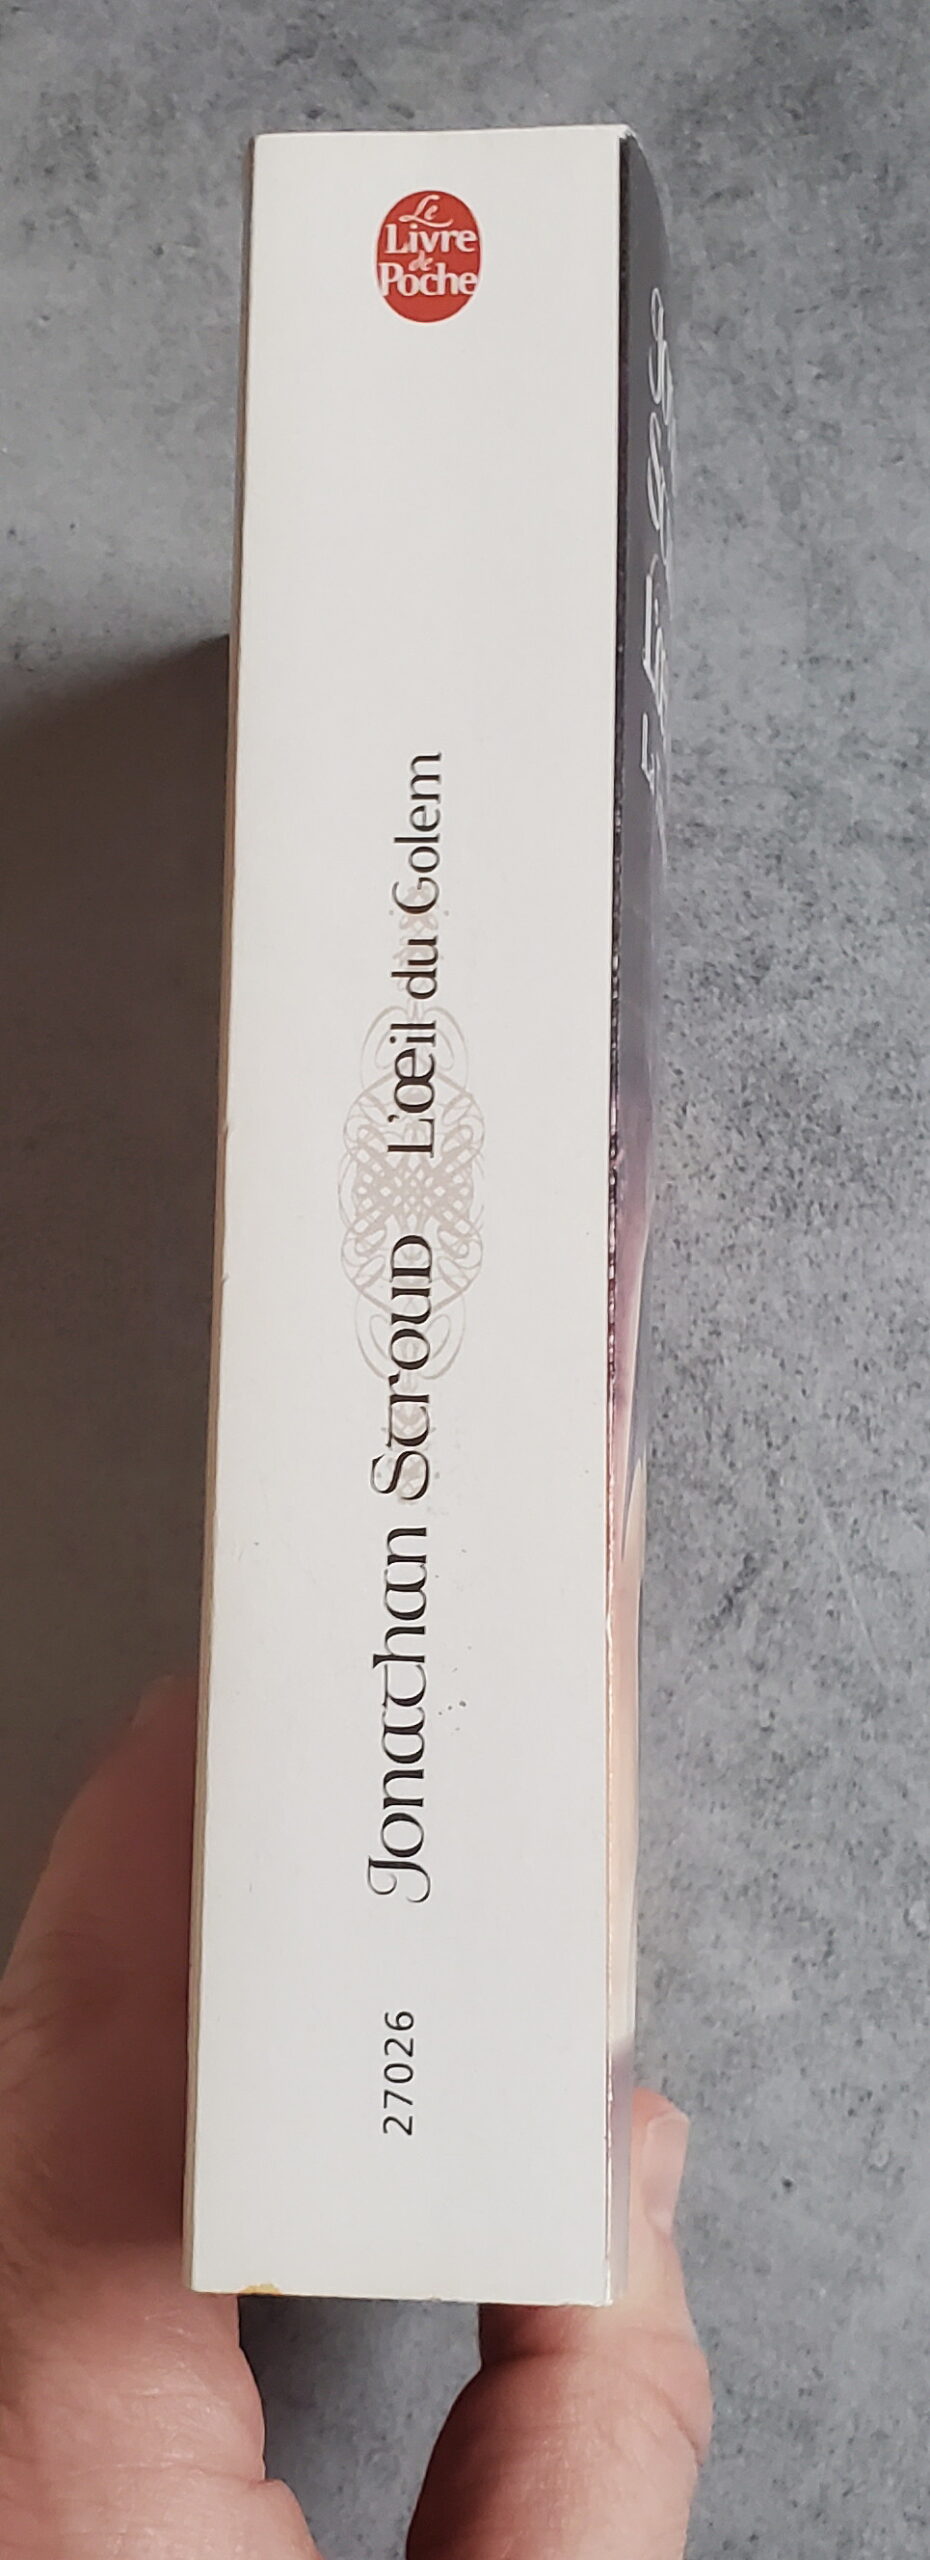 Le
Livre
de
Poche
Jonathan Stroud L'œil du Golem
27026